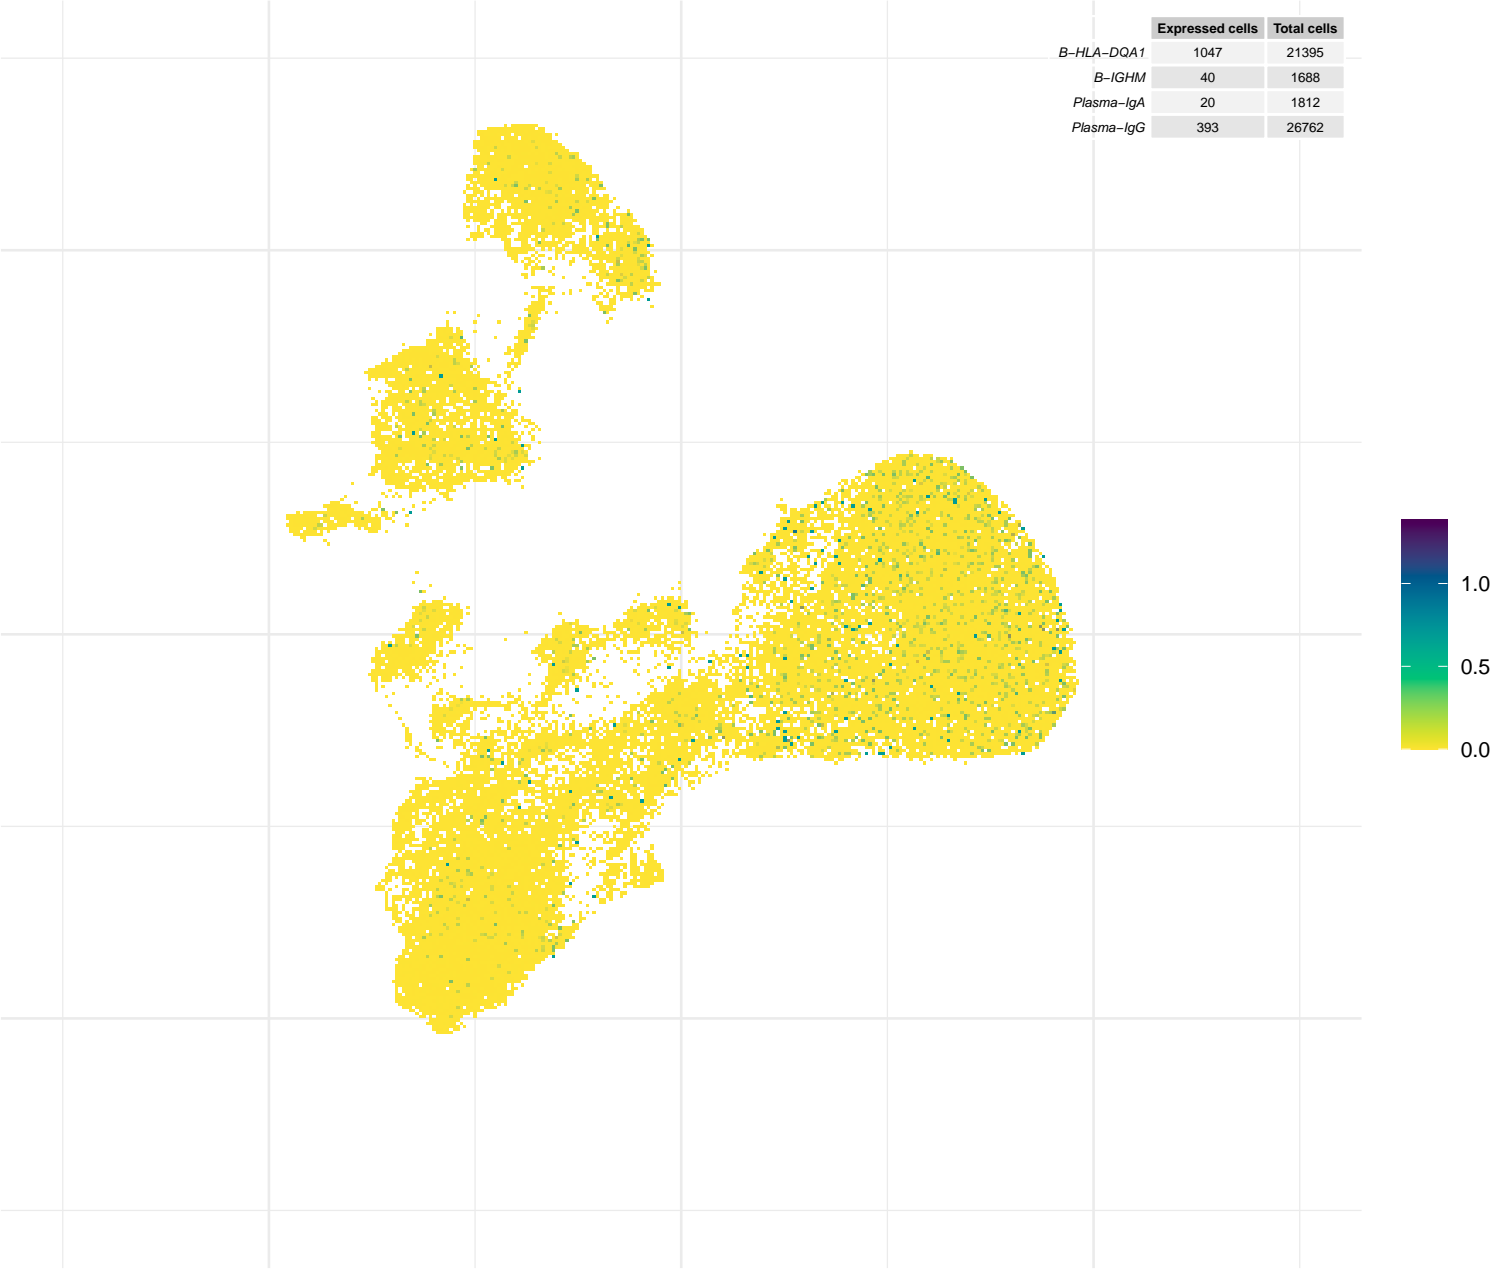 Expressed cells Total cells
B−HLA−DQA1 1047 21395
B−IGHM 40 1688
Plasma−IgA 20 1812
Plasma−IgG 393 26762
1.0
0.5
0.0